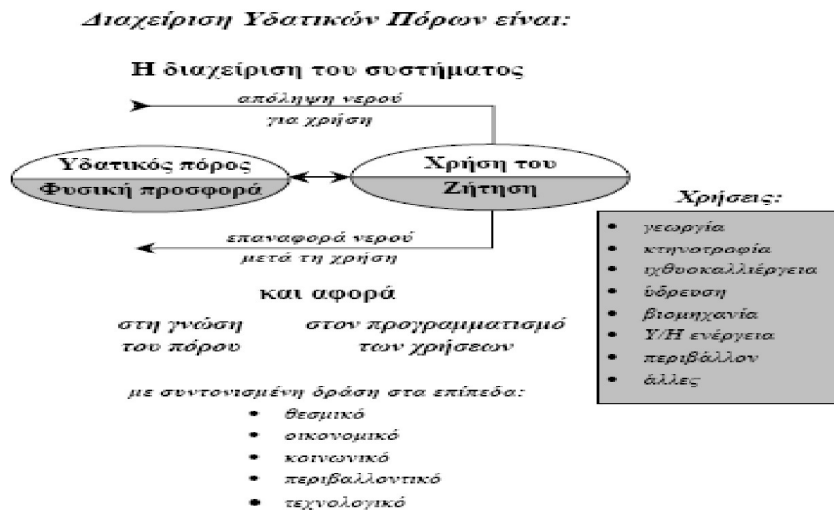 Διαχείριση Υδατικών Πόρων είναι:
Η διαχείριση του συστήματος
απόληψη νερού
για χρήση
Υδατικός πόρος
Φυσική προσφορά
Χρήση του
Ζήτηση
επαναφορά νερού
μετά τη χρήση
και αφορά
στη γνώση
του πόρου
στον προγραμματισμό
των χρήσεων
με συντονισμένη δράση στα επίπεδα:
• θεσμικό
• οικονομικό
• κοινωνικό
• περιβαλλοντικό
• τεχνολογικό
Χρήσεις:
• γεωργία
• κτηνοτροφία
• ιχθυοκαλλιέργεια
• ύδρευση
• βιομηχανία
• Υ/Η ενέργεια
• περιβάλλον
• άλλες